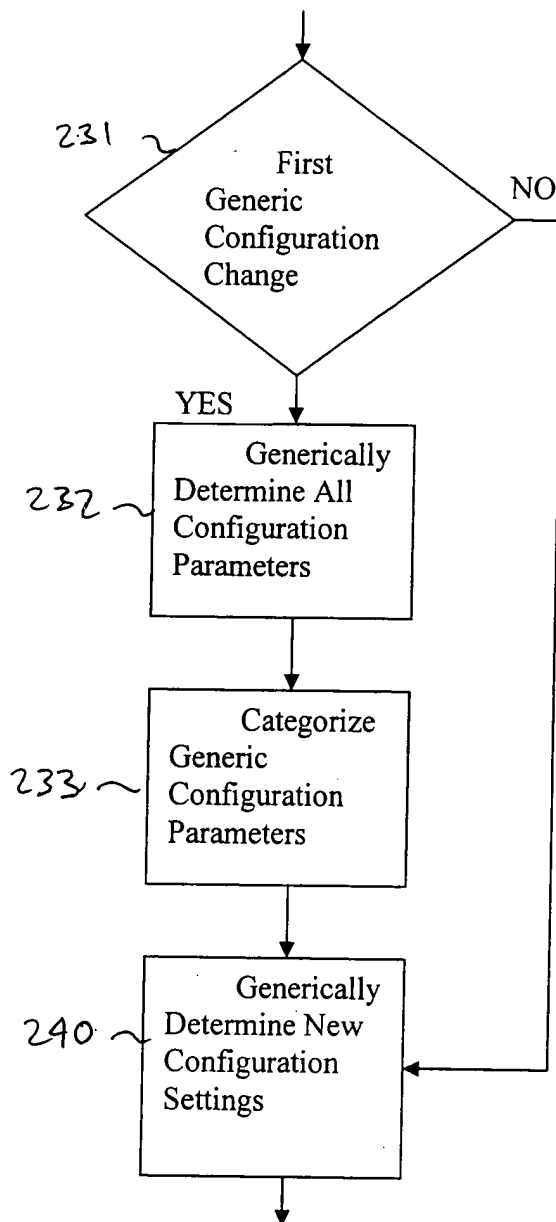 231
First
Generic
Configuration
Change
NO
YES
232
Generically
Determine All
Configuration
Parameters
233
Categorize
Generic
Configuration
Parameters
240
Generically
Determine New
Configuration
Settings